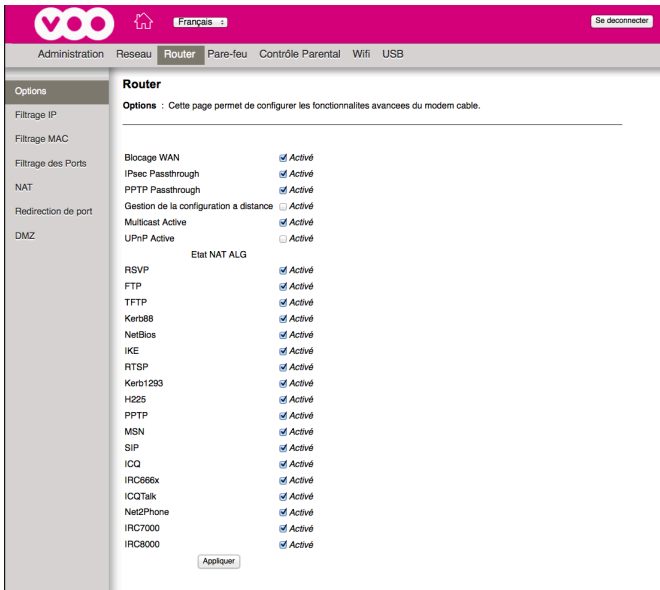 VOO
Français
Se deconnecter
Administration Reseau Router Pare-feu Contrôle Parental Wifi USB
Options
Filtrage IP
Filtrage MAC
Filtrage des Ports
NAT
Redirection de port
DMZ
Router
Options : Cette page permet de configurer les fonctionnalites avancees du modem cable.
Blocage WAN Activé
IPsec Passthrough Activé
PPTP Passthrough Activé
Gestion de la configuration a distance Activé
Multicast Active Activé
UPnP Active Activé
Etat NAT ALG
RSVP Activé
FTP Activé
TFTP Activé
Kerb88 Activé
NetBios Activé
IKE Activé
RTSP Activé
Kerb1293 Activé
H225 Activé
PPTP Activé
MSN Activé
SIP Activé
ICQ Activé
IRC666x Activé
ICQTalk Activé
Net2Phone Activé
IRC7000 Activé
IRC8000 Activé
Appliquer